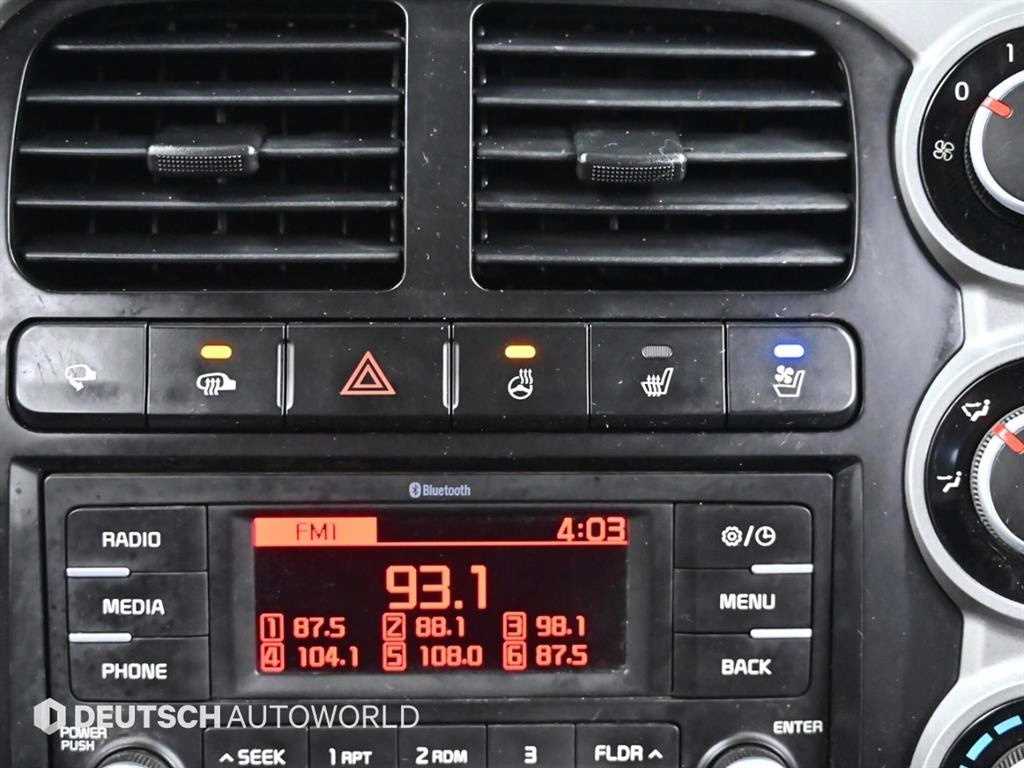 1
0
Bluetooth
RADIO
MEDIA
PHONE
FM1 4:03
93.1
1 87.5 2 88.1 3 98.1
4 104.1 5 108.0 6 87.5
MENU
BACK
DEUTSCH AUTOWORLD
POWER
PUSH
ENTER
SEEK 1 RPT 2 RDM 3 FLDR